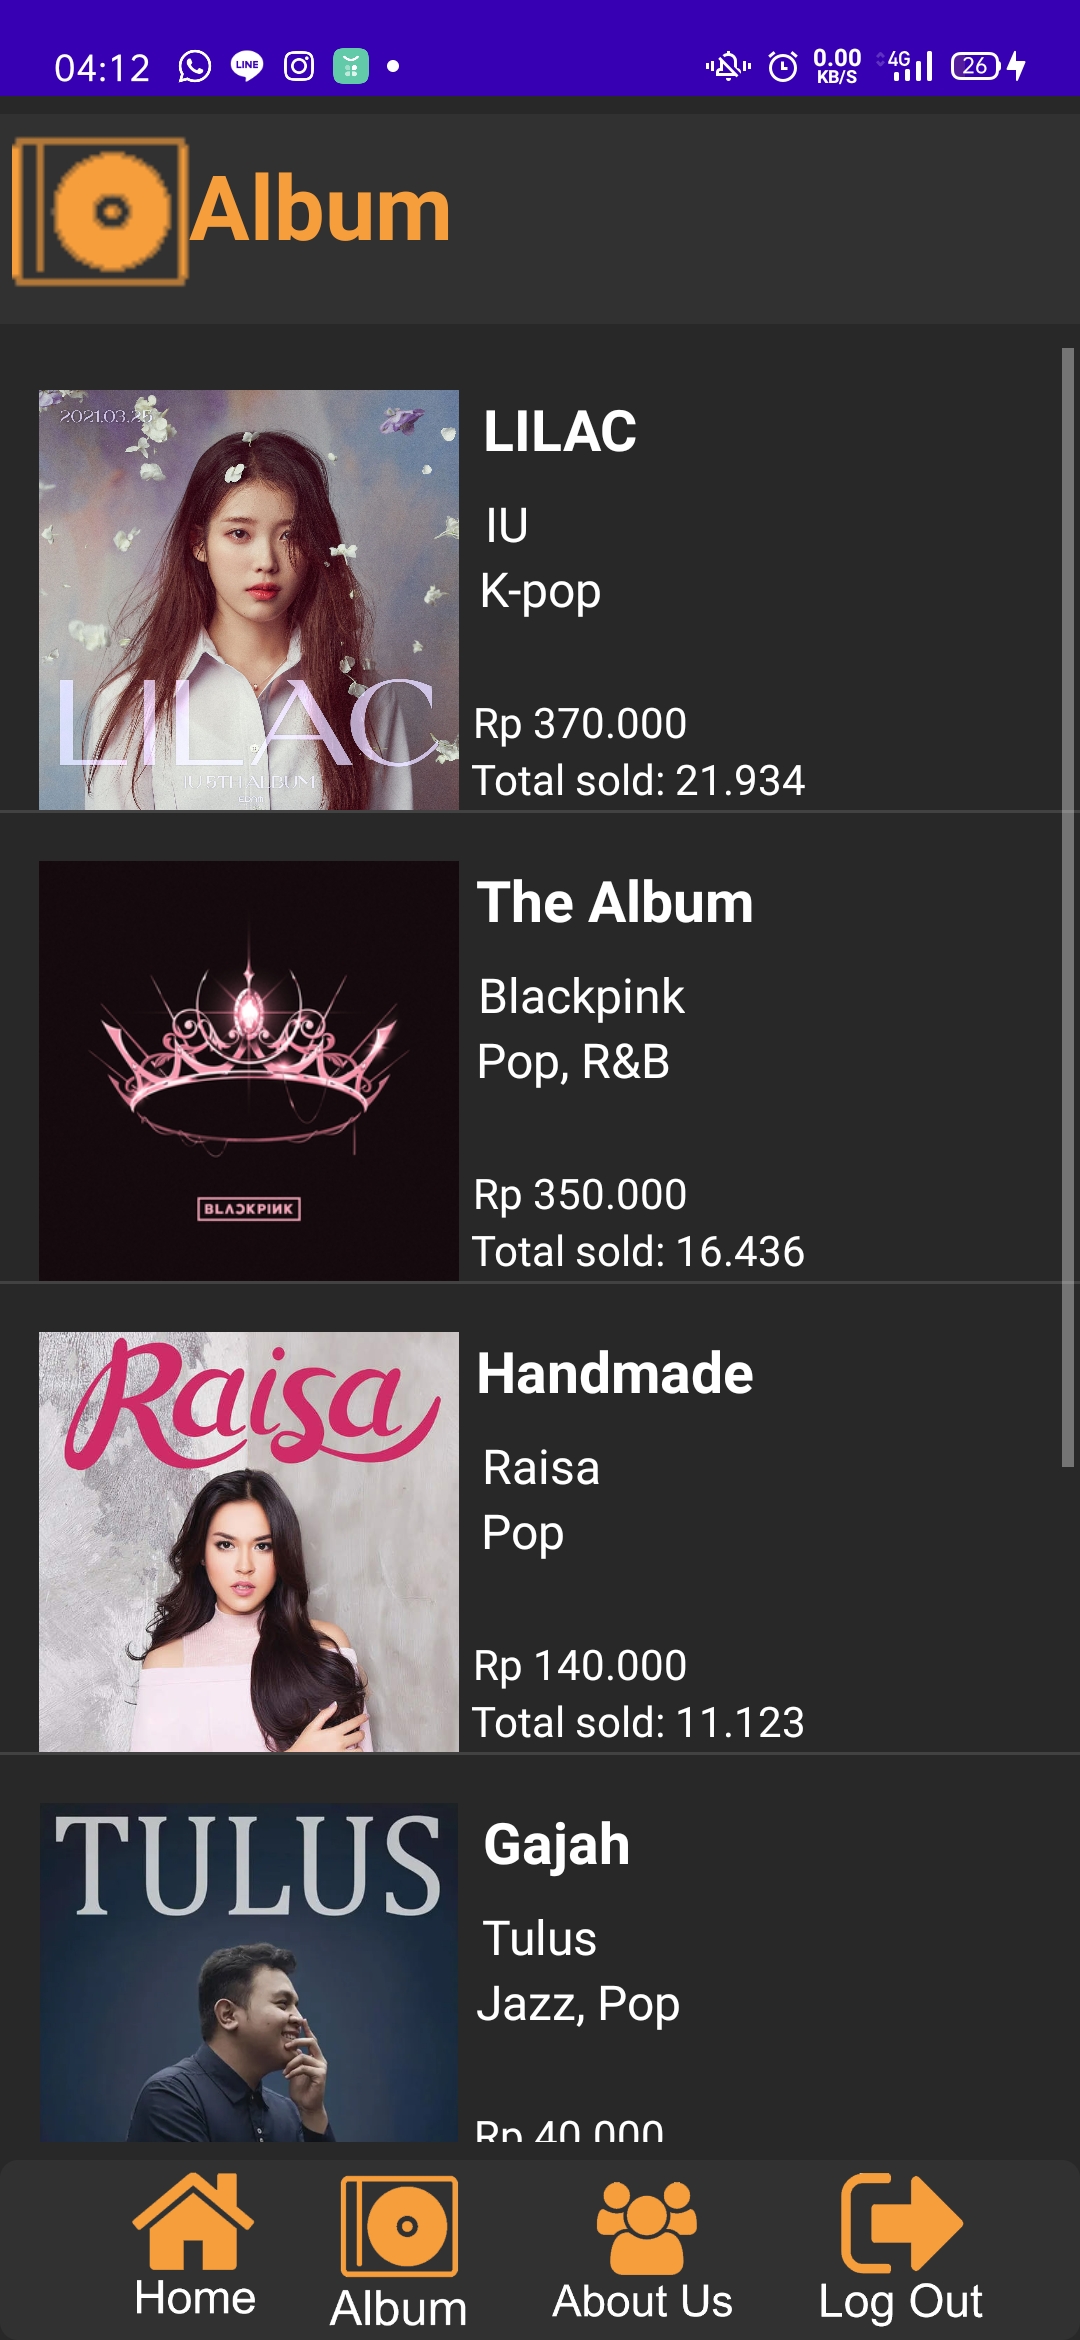 04:12
LINE
0.00
KB/S
4G
26
Album
2021.03.25
LILAC
IU 5TH ALBUM
EDAM
LILAC
IU
K-pop
Rp 370.000
Total sold: 21.934
BLACKPINK
The Album
Blackpink
Pop, R&B
Rp 350.000
Total sold: 16.436
Raisa
Handmade
Raisa
Pop
Rp 140.000
Total sold: 11.123
TULUS
Gajah
Tulus
Jazz, Pop
Rp 40.000
Home
Album
About Us
Log Out